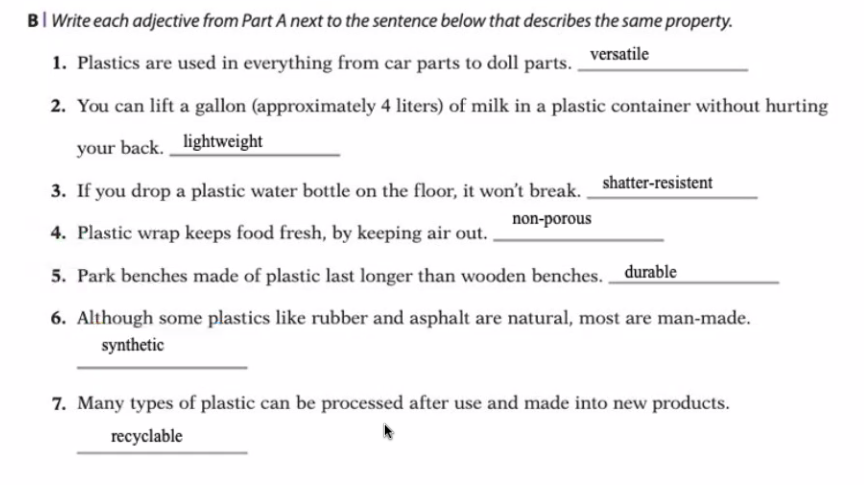 B | Write each adjective from Part A next to the sentence below that describes the same property.
1. Plastics are used in everything from car parts to doll parts. versatile
2. You can lift a gallon (approximately 4 liters) of milk in a plastic container without hurting
your back. lightweight
3. If you drop a plastic water bottle on the floor, it won't break. shatter-resistent
4. Plastic wrap keeps food fresh, by keeping air out. non-porous
5. Park benches made of plastic last longer than wooden benches. durable
6. Although some plastics like rubber and asphalt are natural, most are man-made.
synthetic
7. Many types of plastic can be processed after use and made into new products.
recyclable